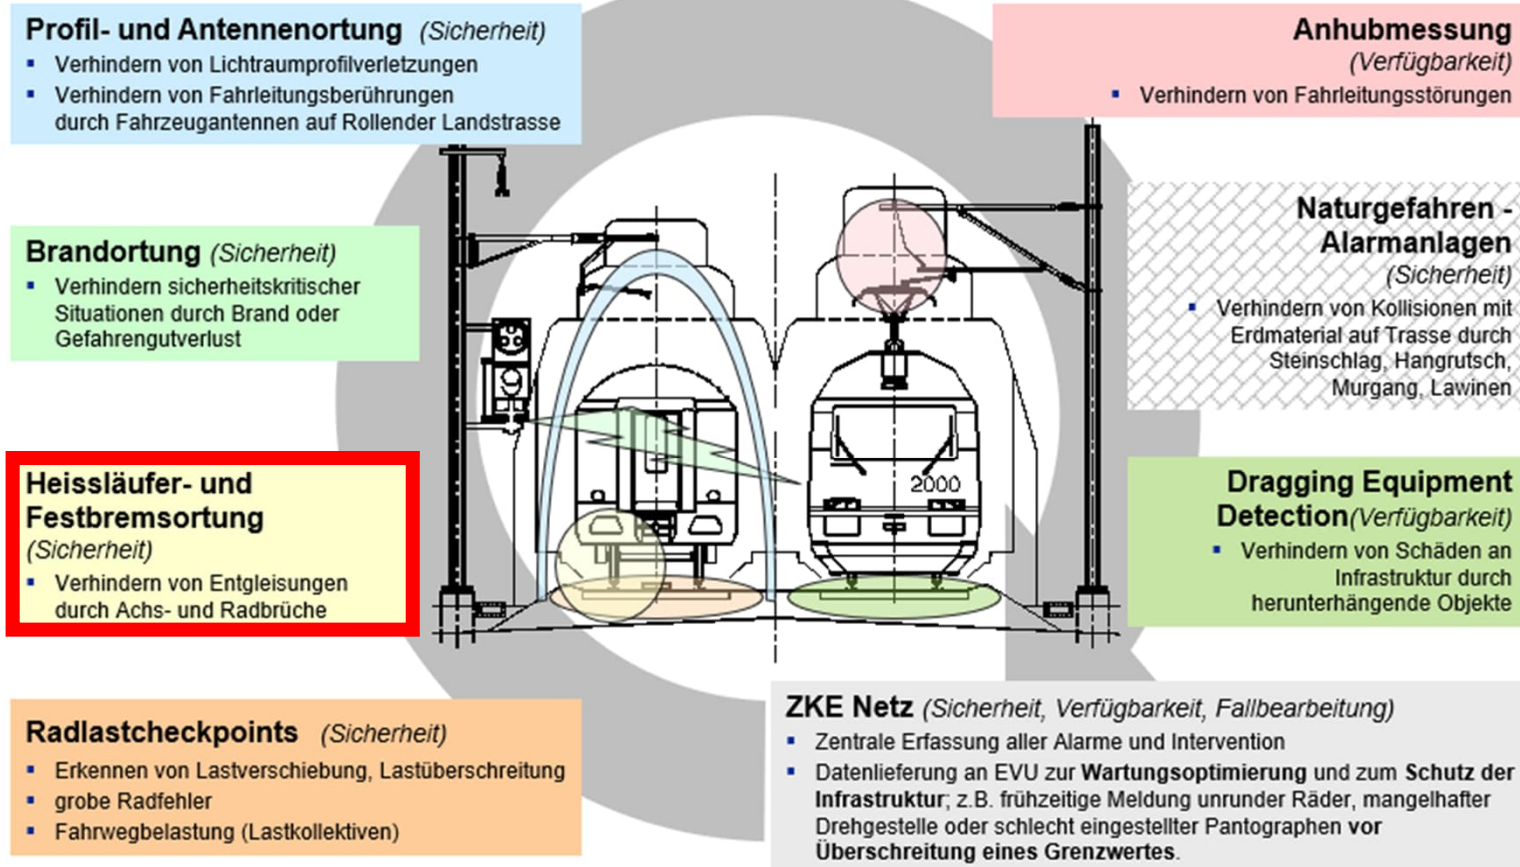 Profil- und Antennenortung (Sicherheit)
▪ Verhindern von Lichtraumprofilverletzungen
▪ Verhindern von Fahrleitungsberührungen
durch Fahrzeugantennen auf Rollender Landstrasse
Anhubmessung
(Verfügbarkeit)
▪ Verhindern von Fahrleitungsstörungen
Brandortung (Sicherheit)
▪ Verhindern sicherheitskritischer
Situationen durch Brand oder
Gefahrengutverlust
Naturgefahren -
Alarmanlagen
(Sicherheit)
▪ Verhindern von Kollisionen mit
Erdmaterial auf Trasse durch
Steinschlag, Hangrutsch,
Murgang, Lawinen
Heissläufer- und
Festbremsortung
(Sicherheit)
▪ Verhindern von Entgleisungen
durch Achs- und Radbrüche
2000
Dragging Equipment
Detection(Verfügbarkeit)
▪ Verhindern von Schäden an
Infrastruktur durch
herunterhängende Objekte
Radlastcheckpoints (Sicherheit)
▪ Erkennen von Lastverschiebung, Lastüberschreitung
▪ grobe Radfehler
▪ Fahrwegbelastung (Lastkollektiven)
ZKE Netz (Sicherheit, Verfügbarkeit, Fallbearbeitung)
▪ Zentrale Erfassung aller Alarme und Intervention
▪ Datenlieferung an EVU zur Wartungsoptimierung und zum Schutz der
Infrastruktur; z.B. frühzeitige Meldung unrunder Räder, mangelhafter
Drehgestelle oder schlecht eingestellter Pantographen vor
Überschreitung eines Grenzwertes.